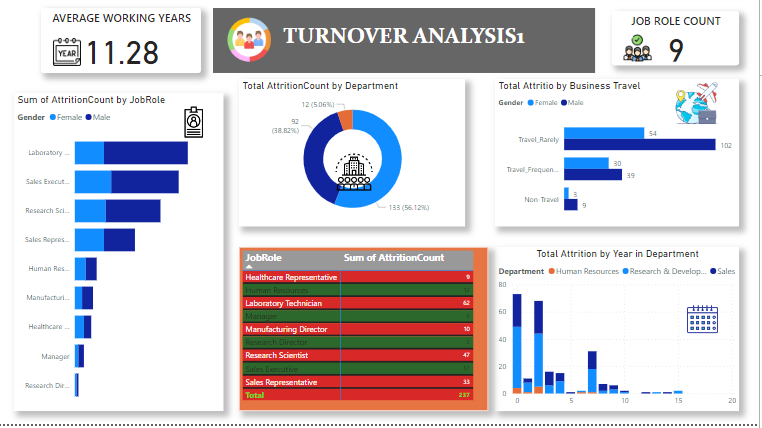 AVERAGE WORKING YEARS
YEAR
11.28
TURNOVER ANALYSIS1
JOB ROLE COUNT
9
Sum of AttritionCount by JobRole
Gender Female Male
Laboratory ...
Sales Execut...
Research Sci...
Sales Repres...
Human Res...
Manufacturi...
Healthcare ...
Manager
Research Dir...
Total AttritionCount by Department
12 (5.06%)
92
(38.82%)
133 (56.12%)
Total Attritio by Business Travel
Gender Female Male
Travel_Rarely
54
102
Travel_Frequen...
30
39
Non-Travel
3
9
JobRole Sum of AttritionCount
Healthcare Representative 9
Human Resources
Laboratory Technician 62
Manager
Manufacturing Director 10
Research Director
Research Scientist 47
Sales Executive
Sales Representative 33
Total 237
Total Attrition by Year in Department
Department Human Resources Research & Develop... Sales
80
60
40
20
0
0 5 10 15 20